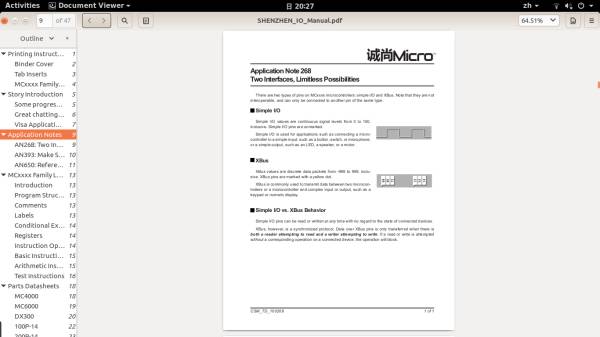 Activities Document Viewer 20:27 zh
9 of 47 SHENZHEN_IO_Manual.pdf 64.51%
Outline
Printing Instruct... 1
Binder Cover 2
Tab Inserts 3
MCxxxx Family... 4
Story Introduction 5
Some progres... 5
Great chatting... 6
Visa Applicati... 7
Application Notes 9
AN268: Two In... 9
AN393: Make S... 10
AN650: Refere... 11
MCxxxx Family L... 13
Introduction 13
Program Struc... 13
Comments 13
Labels 13
Conditional Ex... 14
Registers 14
Instruction Op... 14
Basic Instructi... 15
Arithmetic Ins... 15
Test Instructions 16
Parts Datasheets 18
MC4000 18
MC6000 19
DX300 20
100P-14 22
200P-14 23
诚尚Micro
Application Note 268
Two Interfaces, Limitless Possibilities
There are two types of pins on MCxxxx microcontrollers: simple I/O and XBus. Note that they are not
interoperable, and can only be connected to another pin of the same type.
Simple I/O
Simple I/O values are continuous signal levels from 0 to 100,
inclusive. Simple I/O pins are unmarked.
Simple I/O is used for applications such as connecting a micro-
controller to a simple input, such as a button, switch, or microphone,
or a simple output, such as an LED, a speaker, or a motor.
XBus
XBus values are discrete data packets from -999 to 999, inclu-
sive. XBus pins are marked with a yellow dot.
XBus is commonly used to transmit data between two microcon-
trollers or a microcontroller and complex input or output, such as a
keypad or numeric display.
Simple I/O vs. XBus Behavior
Simple I/O pins can be read or written at any time with no regard to the state of connected devices.
XBus, however, is a synchronized protocol. Data over XBus pins is only transferred when there is
both a reader attempting to read and a writer attempting to write. If a read or write is attempted
without a corresponding operation on a connected device, the operation will block.
1 of 1